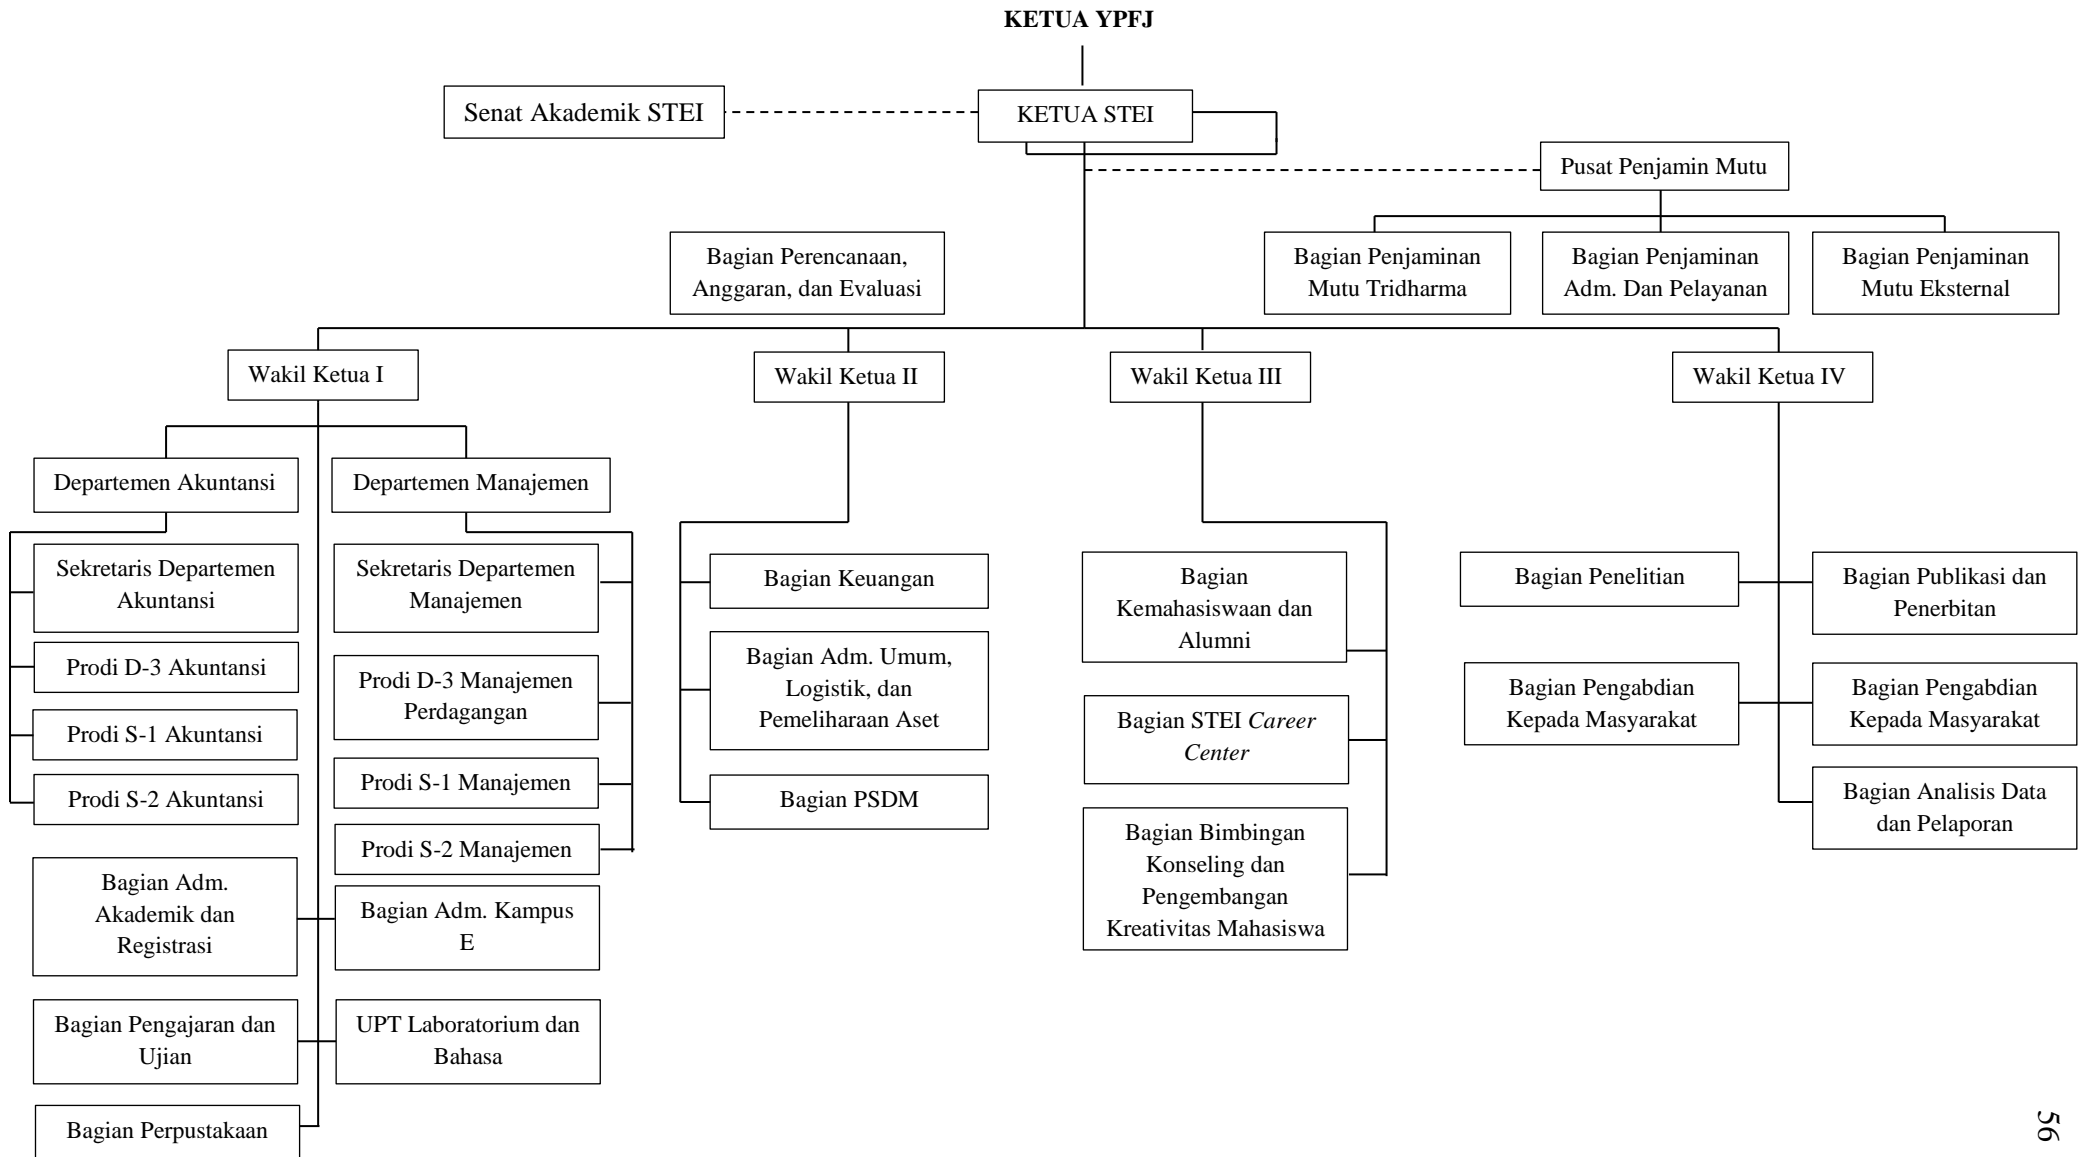 KETUA YPFJ
Senat Akademik STEI
KETUA STEI
Pusat Penjamin Mutu
Bagian Perencanaan,
Anggaran, dan Evaluasi
Bagian Penjaminan
Mutu Tridharma
Bagian Penjaminan
Adm. Dan Pelayanan
Bagian Penjaminan
Mutu Eksternal
Wakil Ketua I
Wakil Ketua II
Wakil Ketua III
Wakil Ketua IV
Departemen Akuntansi
Departemen Manajemen
Sekretaris Departemen
Akuntansi
Prodi D-3 Akuntansi
Prodi S-1 Akuntansi
Prodi S-2 Akuntansi
Sekretaris Departemen
Manajemen
Prodi D-3 Manajemen
Perdagangan
Prodi S-1 Manajemen
Prodi S-2 Manajemen
Bagian Adm.
Akademik dan
Registrasi
Bagian Adm. Kampus
E
Bagian Pengajaran dan
Ujian
UPT Laboratorium dan
Bahasa
Bagian Perpustakaan
Bagian Keuangan
Bagian Adm. Umum,
Logistik, dan
Pemeliharaan Aset
Bagian PSDM
Bagian
Kemahasiswaan dan
Alumni
Bagian STEI Career
Center
Bagian Bimbingan
Konseling dan
Pengembangan
Kreativitas Mahasiswa
Bagian Penelitian
Bagian Publikasi dan
Penerbitan
Bagian Pengabdian
Kepada Masyarakat
Bagian Pengabdian
Kepada Masyarakat
Bagian Analisis Data
dan Pelaporan
56